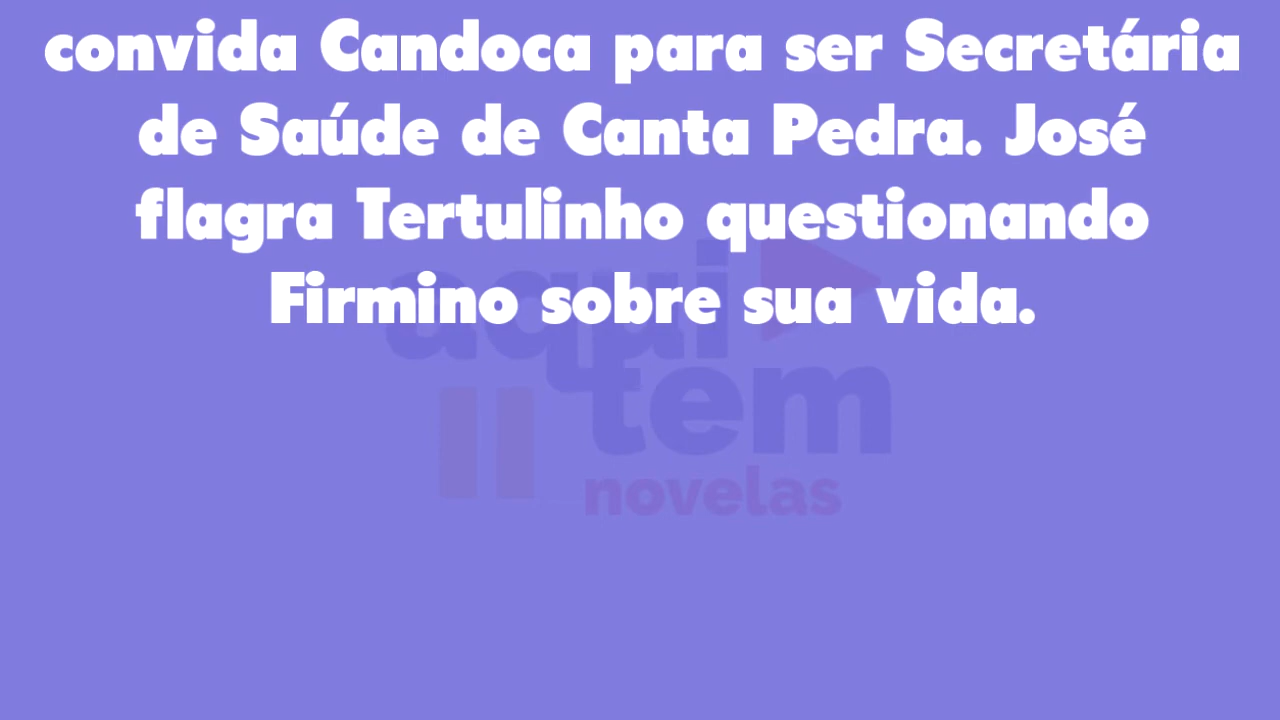 convida Candoca para ser Secretária
de Saúde de Canta Pedra. José
flagra Tertulinho questionando
Firmino sobre sua vida.
aqui
tem
novelas